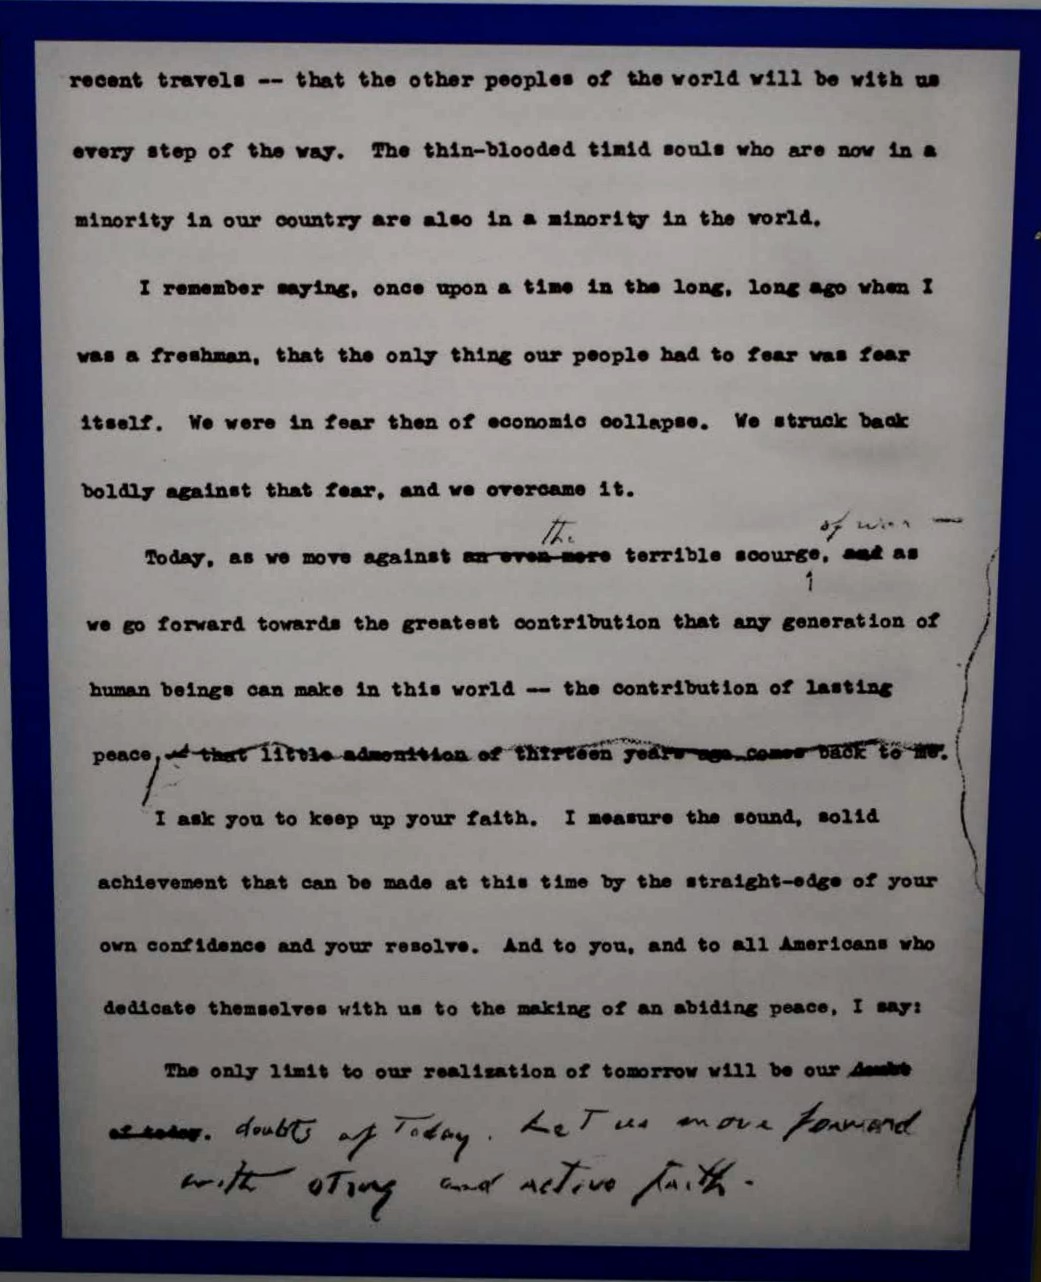 recent travels -- that the other peoples of the world will be with us
every step of the way. The thin-blooded timid souls who are now in a
minority in our country are also in a minority in the world.
I remember saying, once upon a time in the long, long ago when I
was a freshman, that the only thing our people had to fear was fear
itself. We were in fear then of economic collapse. We struck back
boldly against that fear, and we overcame it.
the of war —
Today, as we move against an even more terrible scourge, and as
we go forward towards the greatest contribution that any generation of
human beings can make in this world -- the contribution of lasting
peace, that little admonition of thirteen years ago comes back to me.
I ask you to keep up your faith. I measure the sound, solid
achievement that can be made at this time by the straight-edge of your
own confidence and your resolve. And to you, and to all Americans who
dedicate themselves with us to the making of an abiding peace, I say:
The only limit to our realization of tomorrow will be our doubt
of today. doubts of Today. Let us move forward
with strong and active faith.